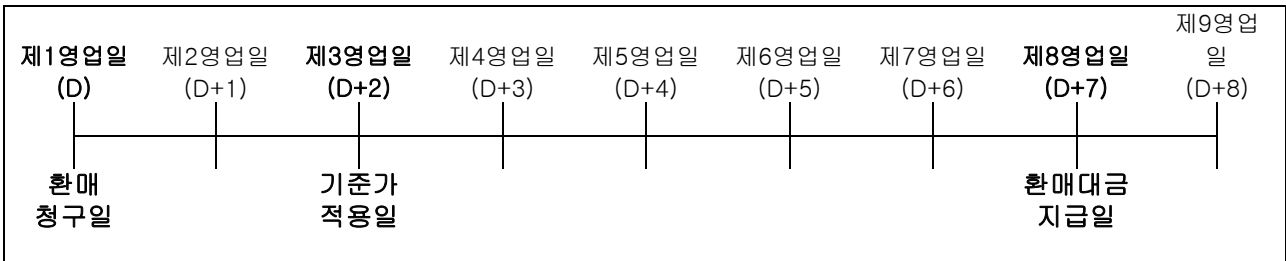 제1영업일 제2영업일 제3영업일 제4영업일 제5영업일 제6영업일 제7영업일 제8영업일 제9영업
일
(D) (D+1) (D+2) (D+3) (D+4) (D+5) (D+6) (D+7) (D+8)
환매 기준가 환매대금
청구일 적용일 지급일